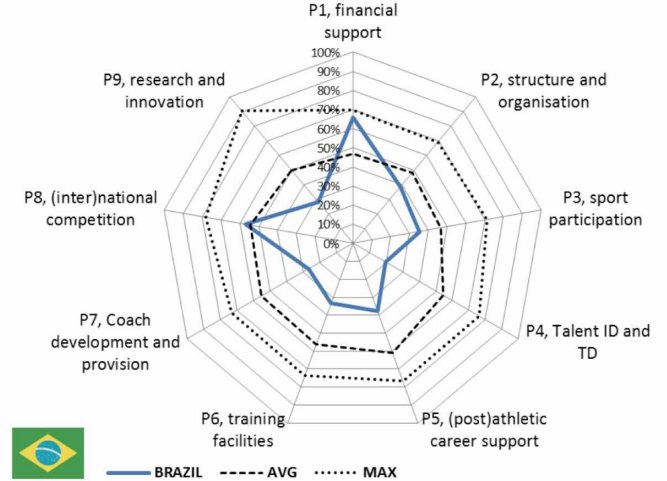 P1, financial
support
100%
90%
80%
70%
60%
50%
40%
30%
20%
10%
0%
P2, structure and
organisation
P3, sport
participation
P4, Talent ID and
TD
P5, (post)athletic
career support
P6, training
facilities
P7, Coach
development and
provision
P8, (inter)national
competition
P9, research and
innovation
BRAZIL AVG MAX